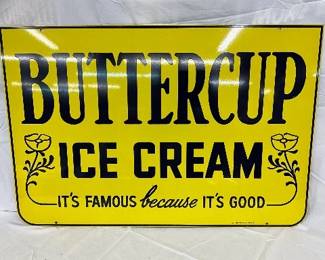 BUTTERCUP
ICE CREAM
IT'S FAMOUS because IT'S GOOD